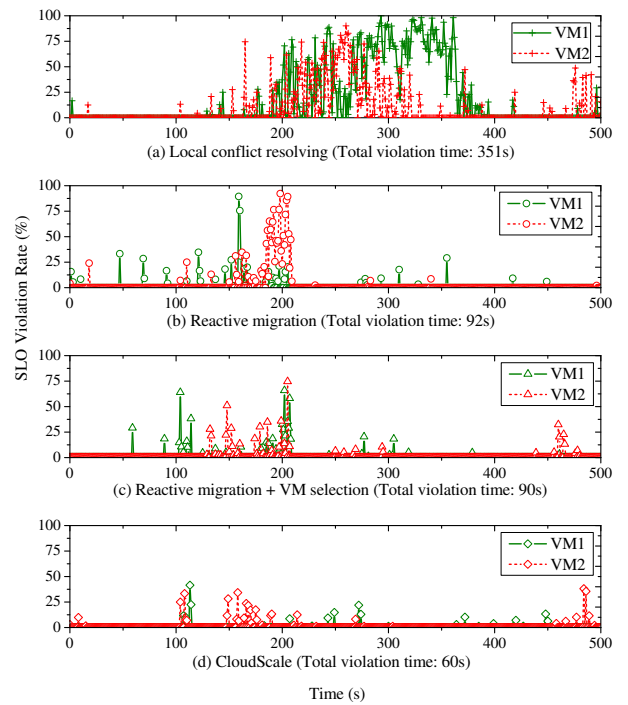 100
75
50
25
0
VM1
VM2
0 100 200 300 400 500
(a) Local conflict resolving (Total violation time: 351s)
100
75
50
25
0
VM1
VM2
0 100 200 300 400 500
(b) Reactive migration (Total violation time: 92s)
SLO Violation Rate (%)
100
75
50
25
0
VM1
VM2
0 100 200 300 400 500
(c) Reactive migration + VM selection (Total violation time: 90s)
100
75
50
25
0
VM1
VM2
0 100 200 300 400 500
(d) CloudScale (Total violation time: 60s)
Time (s)